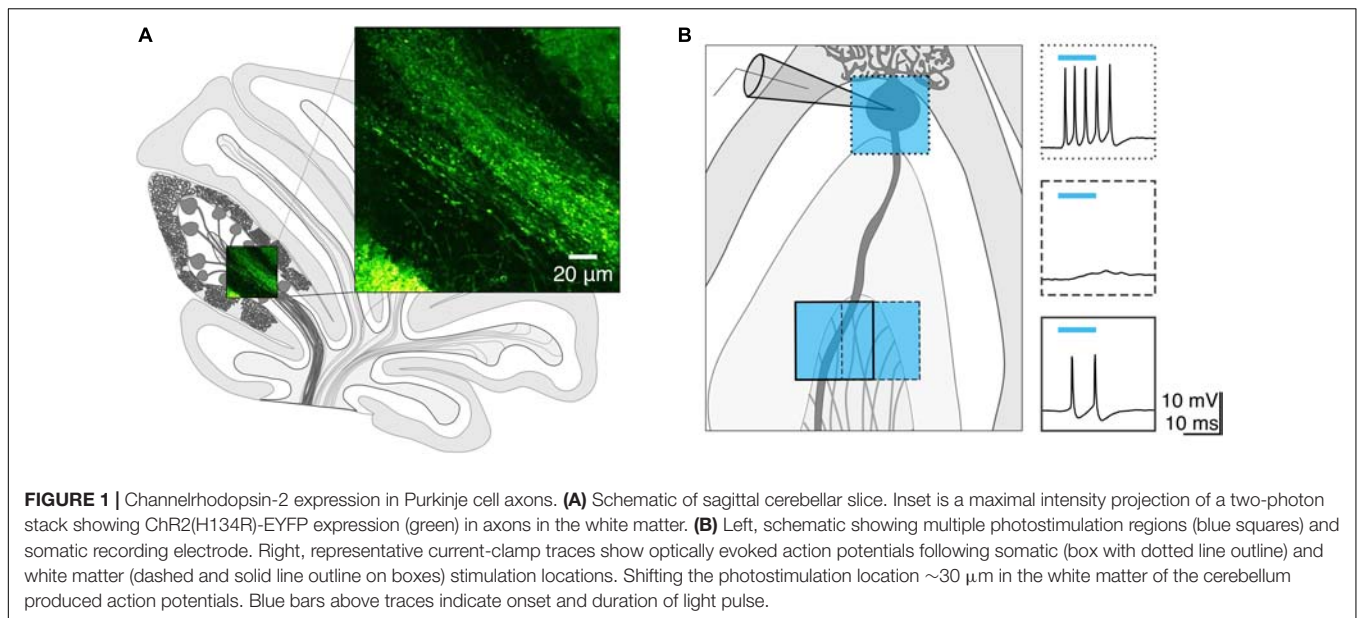 A
B
20 µm
10 mV
10 ms
FIGURE 1 | Channelrhodopsin-2 expression in Purkinje cell axons. (A) Schematic of sagittal cerebellar slice. Inset is a maximal intensity projection of a two-photon
stack showing ChR2(H134R)-EYFP expression (green) in axons in the white matter. (B) Left, schematic showing multiple photostimulation regions (blue squares) and
somatic recording electrode. Right, representative current-clamp traces show optically evoked action potentials following somatic (box with dotted line outline) and
white matter (dashed and solid line outline on boxes) stimulation locations. Shifting the photostimulation location ∼30 µm in the white matter of the cerebellum
produced action potentials. Blue bars above traces indicate onset and duration of light pulse.